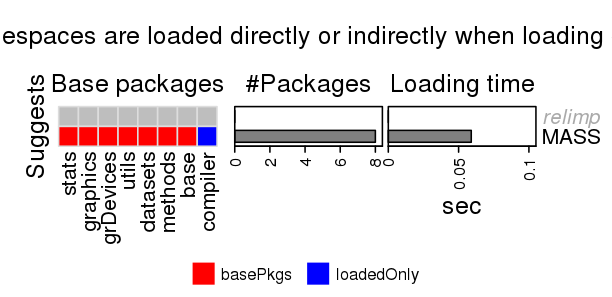 espaces are loaded directly or indirectly when loading
Base packages
#Packages
Loading time
Suggests
relimp
MASS
stats
graphics
grDevices
utils
datasets
methods
base
compiler
0 2 4 6 8
0 0.05 0.1
sec
basePkgs
loadedOnly